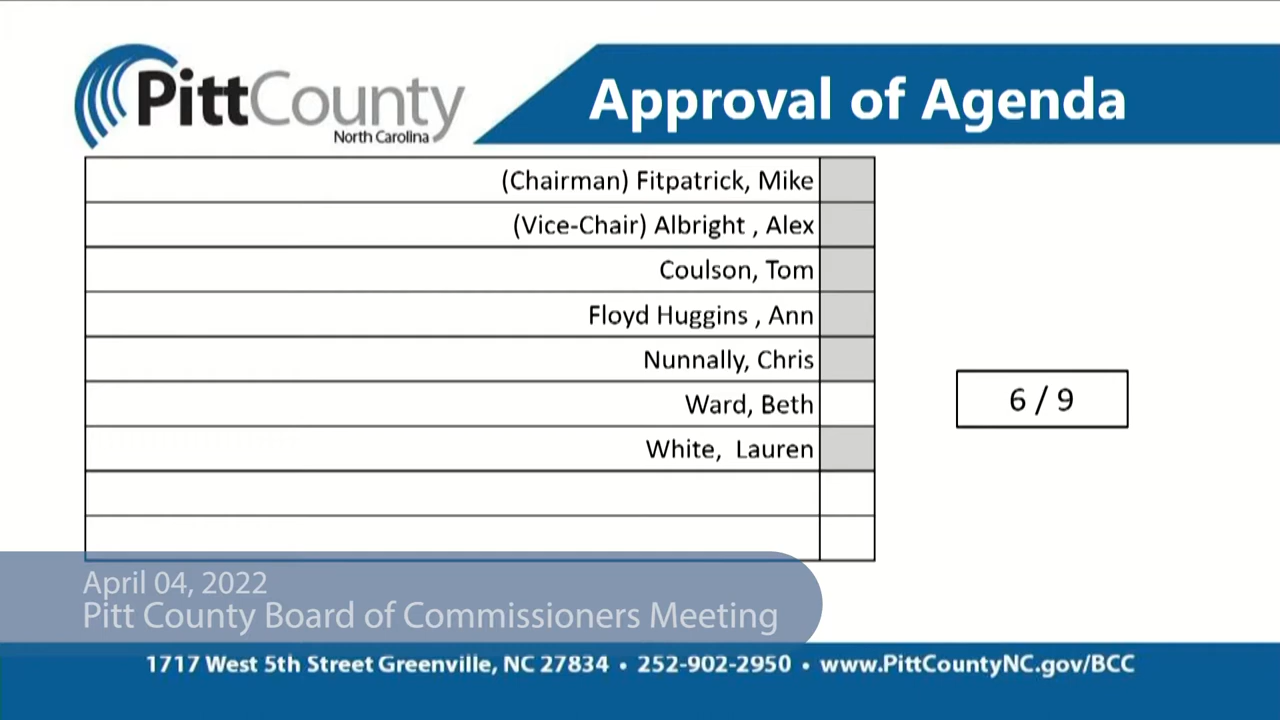 PittCounty
North Carolina
Approval of Agenda
(Chairman) Fitpatrick, Mike
(Vice-Chair) Albright , Alex
Coulson, Tom
Floyd Huggins , Ann
Nunnally, Chris
Ward, Beth
White,  Lauren
6 / 9
April 04, 2022
Pitt County Board of Commissioners Meeting
1717 West 5th Street Greenville, NC 27834 • 252-902-2950 • www.PittCountyNC.gov/BCC